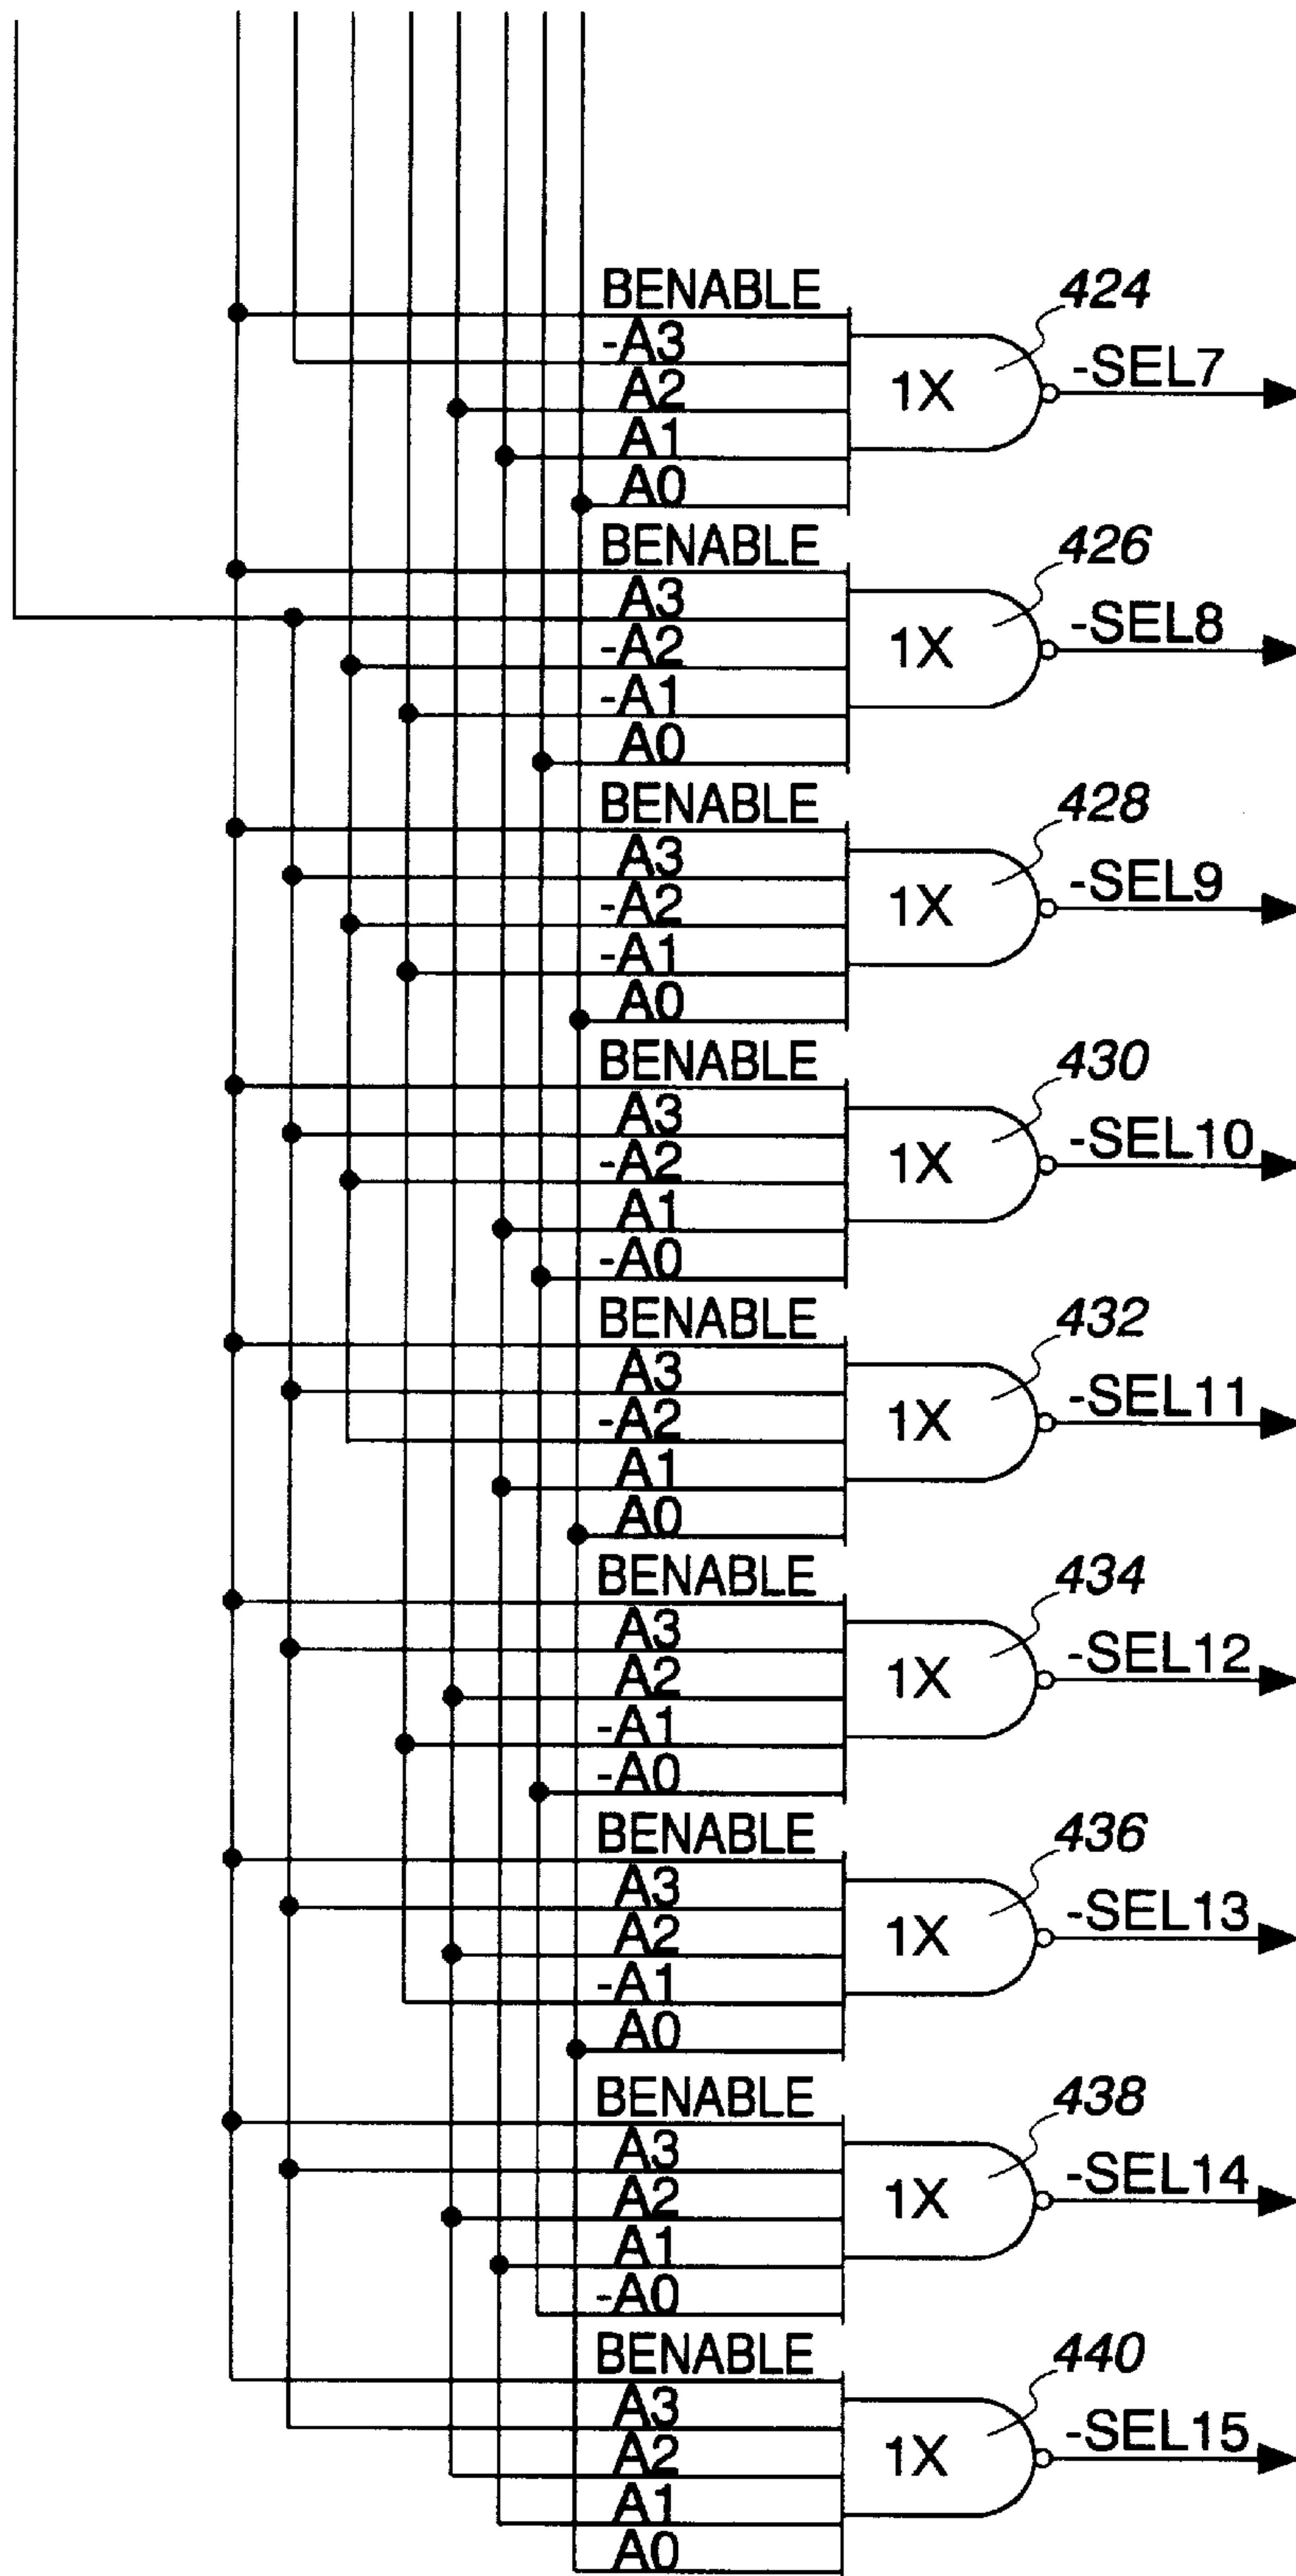 BENABLE
-A3
A2
A1
A0
1X
424
-SEL7
BENABLE
A3
-A2
-A1
A0
1X
426
-SEL8
BENABLE
A3
-A2
-A1
A0
1X
428
-SEL9
BENABLE
A3
-A2
A1
-A0
1X
430
-SEL10
BENABLE
A3
-A2
A1
A0
1X
432
-SEL11
BENABLE
A3
A2
-A1
-A0
1X
434
-SEL12
BENABLE
A3
A2
-A1
A0
1X
436
-SEL13
BENABLE
A3
A2
A1
-A0
1X
438
-SEL14
BENABLE
A3
A2
A1
A0
1X
440
-SEL15